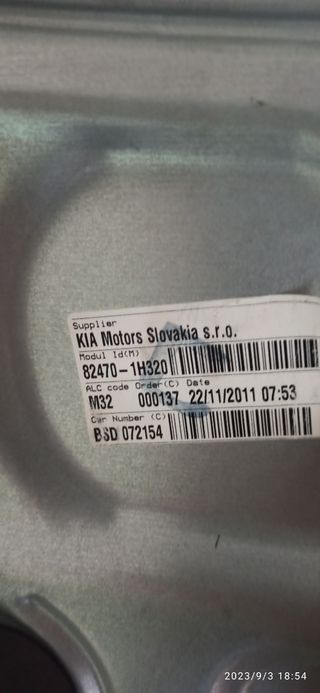 Supplier
KIA Motors Slovakia s.r.o.
Modul Id(M)
82470-1H320
ALC code Order(C) Date
M32 000137 22/11/2011 07:53
Car Number (C)
BSD 072154
2023/9/3 18:54